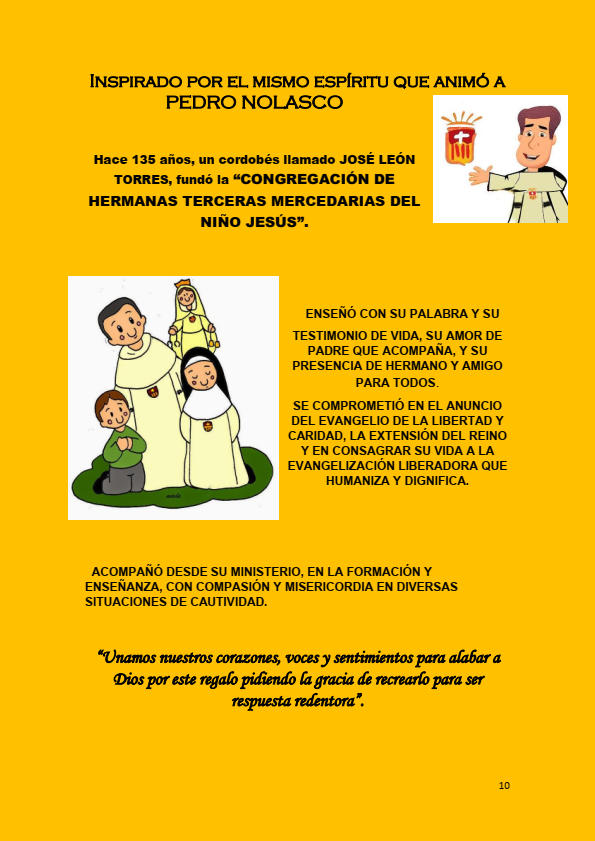 INSPIRADO POR EL MISMO ESPÍRITU QUE ANIMÓ A
PEDRO NOLASCO
Hace 135 años, un cordobés llamado JOSÉ LEÓN
TORRES, fundó la “CONGREGACIÓN DE
HERMANAS TERCERAS MERCEDARIAS DEL
NIÑO JESÚS”.
ENSEÑÓ CON SU PALABRA Y SU
TESTIMONIO DE VIDA, SU AMOR DE
PADRE QUE ACOMPAÑA, Y SU
PRESENCIA DE HERMANO Y AMIGO
PARA TODOS.
SE COMPROMETIÓ EN EL ANUNCIO
DEL EVANGELIO DE LA LIBERTAD Y
CARIDAD, LA EXTENSIÓN DEL REINO
Y EN CONSAGRAR SU VIDA A LA
EVANGELIZACIÓN LIBERADORA QUE
HUMANIZA Y DIGNIFICA.
ACOMPAÑÓ DESDE SU MINISTERIO, EN LA FORMACIÓN Y
ENSEÑANZA, CON COMPASIÓN Y MISERICORDIA EN DIVERSAS
SITUACIONES DE CAUTIVIDAD.
“Unamos nuestros corazones, voces y sentimientos para alabar a
Dios por este regalo pidiendo la gracia de recrearlo para ser
respuesta redentora”.
10